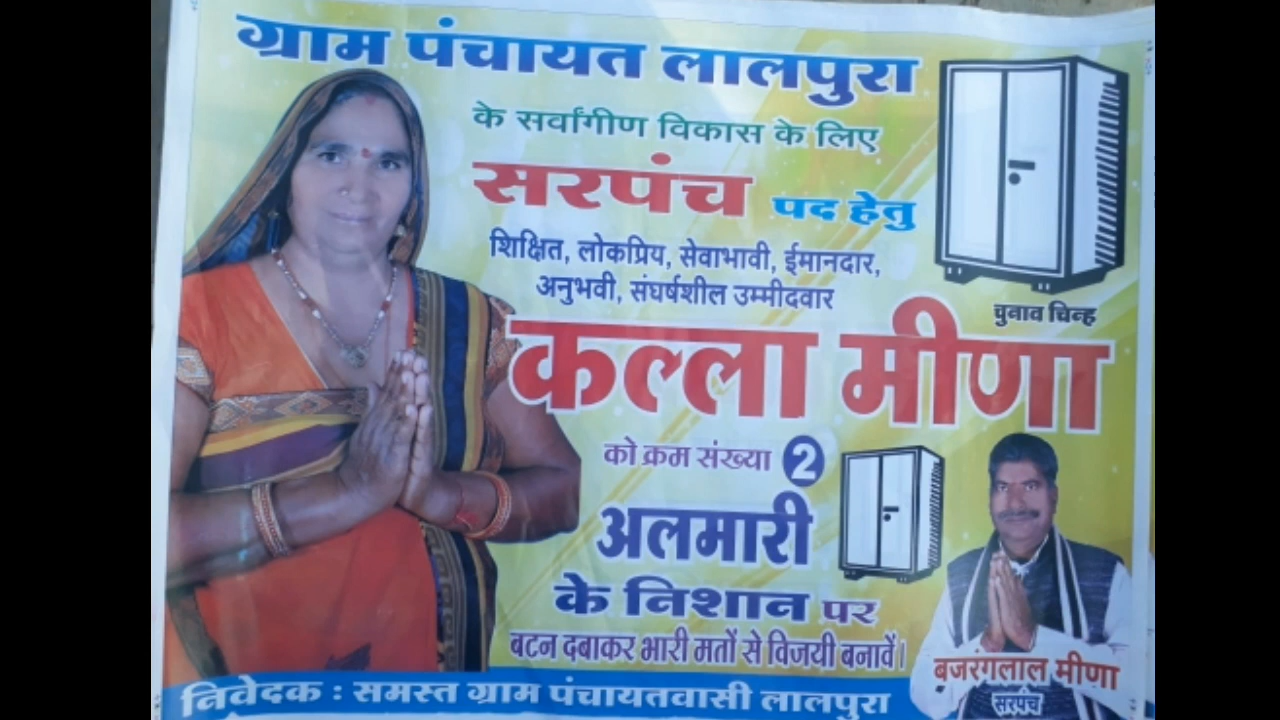 ग्राम पंचायत लालपुरा
के सर्वांगीण विकास के लिए
सरपंच पद हेतु
शिक्षित, लोकप्रिय, सेवाभावी, ईमानदार,
अनुभवी, संघर्षशील उम्मीदवार
चुनाव चिन्ह
कल्ला मीणा
को क्रम संख्या 2
अलमारी
के निशान पर
बटन दबाकर भारी मतों से विजयी बनावें।
बजरंगलाल मीणा
सरपंच
निवेदक : समस्त ग्राम पंचायतवासी लालपुरा